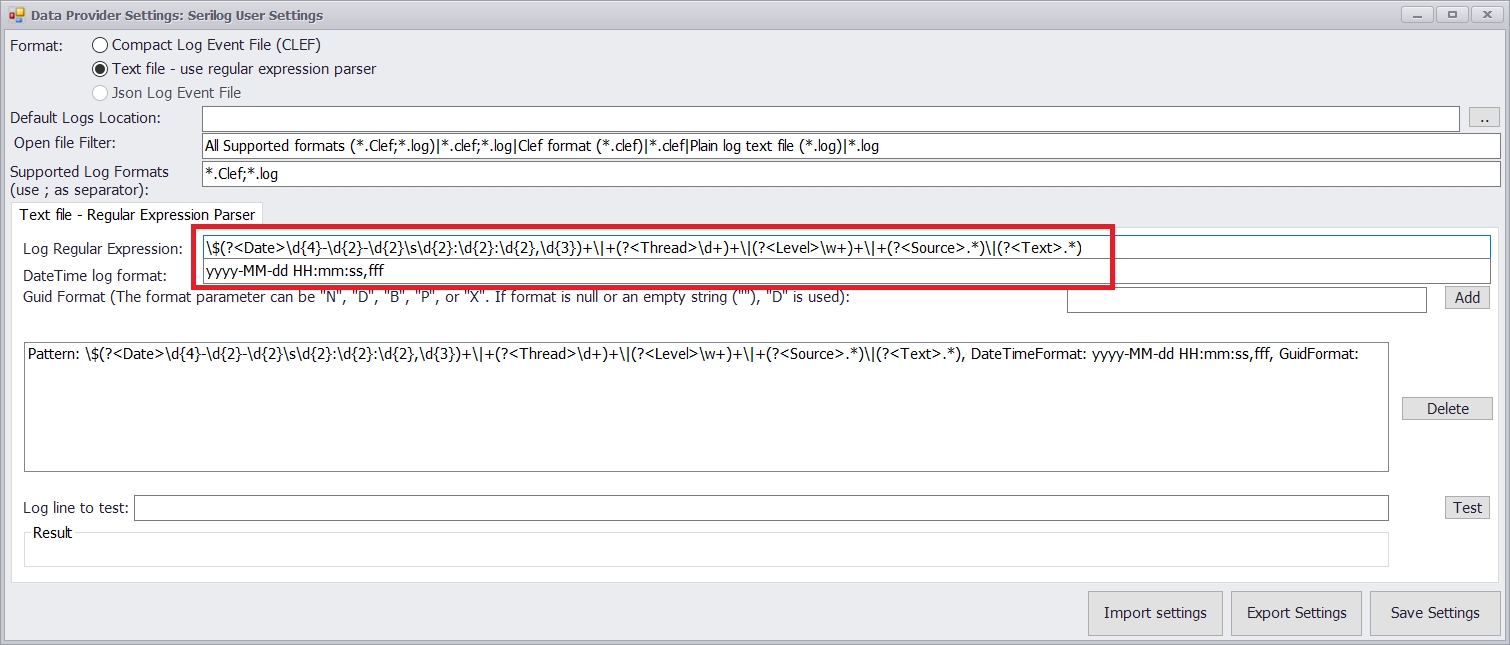 Data Provider Settings: Serilog User Settings
Format:
Compact Log Event File (CLEF)
Text file - use regular expression parser
Json Log Event File
Default Logs Location:
..
Open file Filter:
All Supported formats (*.Clef;*.log)|*.clef;*.log|Clef format (*.clef)|*.clef|Plain log text file (*.log)|*.log
Supported Log Formats
(use ; as separator):
*.Clef;*.log
Text file - Regular Expression Parser
Log Regular Expression:
\$(?<Date>\d{4}-\d{2}-\d{2}\s\d{2}:\d{2}:\d{2},\d{3})+\|+(?<Thread>\d+)+\|(?<Level>\w+)+\|+(?<Source>.*)\|(?<Text>.*)
DateTime log format:
yyyy-MM-dd HH:mm:ss,fff
Guid Format (The format parameter can be "N", "D", "B", "P", or "X". If format is null or an empty string (""), "D" is used):
Add
Pattern: \$(?<Date>\d{4}-\d{2}-\d{2}\s\d{2}:\d{2}:\d{2},\d{3})+\|+(?<Thread>\d+)+\|(?<Level>\w+)+\|+(?<Source>.*)\|(?<Text>.*), DateTimeFormat: yyyy-MM-dd HH:mm:ss,fff, GuidFormat:
Delete
Log line to test:
Test
Result
Import settings
Export Settings
Save Settings